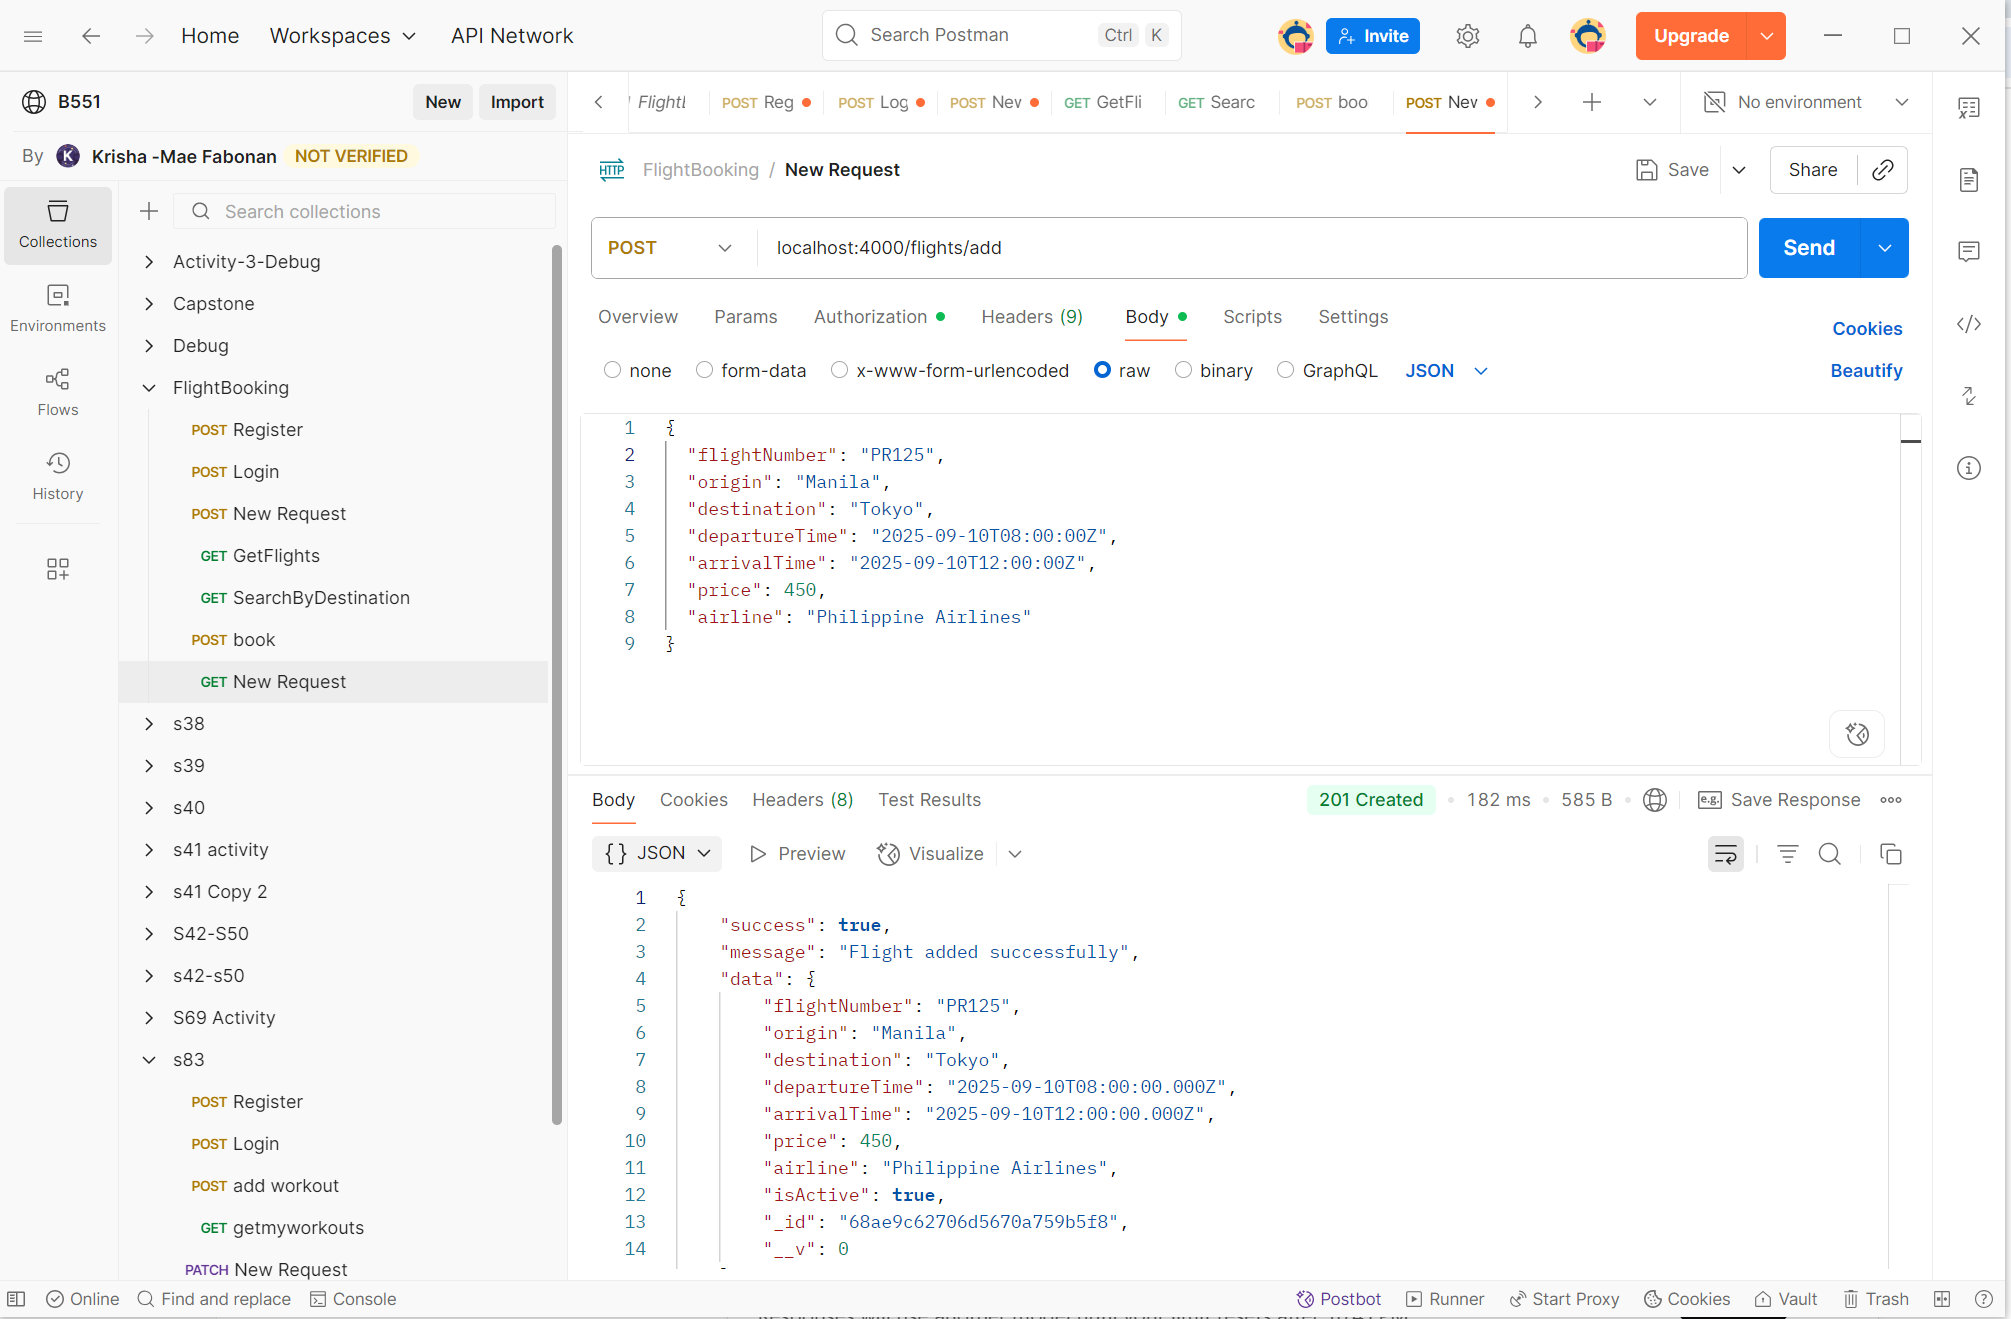 Home Workspaces API Network Search Postman Ctrl K Invite Upgrade
B551 New Import
By K Krisha -Mae Fabonan NOT VERIFIED
Collections
Environments
Flows
History
Search collections
Activity-3-Debug
Capstone
Debug
FlightBooking
POST Register
POST Login
POST New Request
GET GetFlights
GET SearchByDestination
POST book
GET New Request
s38
s39
s40
s41 activity
s41 Copy 2
S42-S50
s42-s50
S69 Activity
s83
POST Register
POST Login
POST add workout
GET getmyworkouts
PATCH New Request
POST Reg POST Log POST Nev GET GetFli GET Searc POST boo POST Nev No environment
HTTP FlightBooking / New Request Save Share
POST localhost:4000/flights/add Send
Overview Params Authorization Headers (9) Body Scripts Settings Cookies
none form-data x-www-form-urlencoded raw binary GraphQL JSON Beautify
1 {
2 "flightNumber": "PR125",
3 "origin": "Manila",
4 "destination": "Tokyo",
5 "departureTime": "2025-09-10T08:00:00Z",
6 "arrivalTime": "2025-09-10T12:00:00Z",
7 "price": 450,
8 "airline": "Philippine Airlines"
9 }
Body Cookies Headers (8) Test Results 201 Created 182 ms 585 B e.g. Save Response
{} JSON Preview Visualize
1 {
2 "success": true,
3 "message": "Flight added successfully",
4 "data": {
5 "flightNumber": "PR125",
6 "origin": "Manila",
7 "destination": "Tokyo",
8 "departureTime": "2025-09-10T08:00:00.000Z",
9 "arrivalTime": "2025-09-10T12:00:00.000Z",
10 "price": 450,
11 "airline": "Philippine Airlines",
12 "isActive": true,
13 "_id": "68ae9c62706d5670a759b5f8",
14 "__v": 0
Online Find and replace Console Postbot Runner Start Proxy Cookies Vault Trash